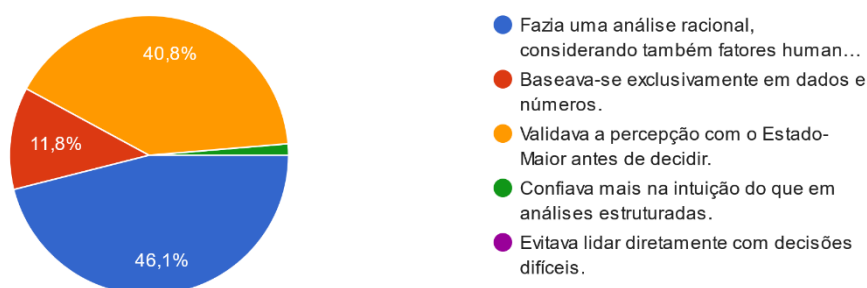 40,8%
11,8%
46,1%
Fazia uma análise racional,
considerando também fatores human…
Baseava-se exclusivamente em dados e
números.
Validava a percepção com o Estado-
Maior antes de decidir.
Confiava mais na intuição do que em
análises estruturadas.
Evitava lidar diretamente com decisões
difíceis.